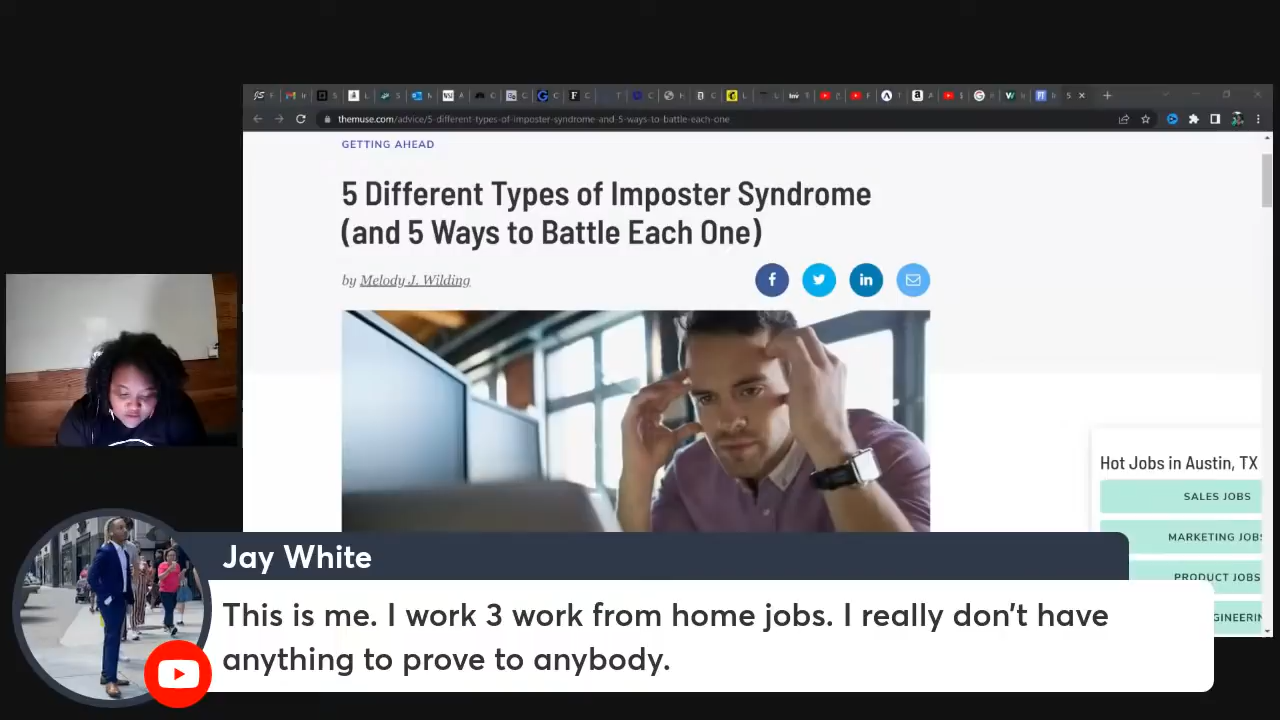 themuse.com/advice/5-different-types-of-imposter-syndrome-and-5-ways-to-battle-each-one
GETTING AHEAD
5 Different Types of Imposter Syndrome
(and 5 Ways to Battle Each One)
by Melody J. Wilding
Hot Jobs in Austin, TX
SALES JOBS
MARKETING JOBS
PRODUCT JOBS
GINEERIN
Jay White
This is me. I work 3 work from home jobs. I really don't have
anything to prove to anybody.